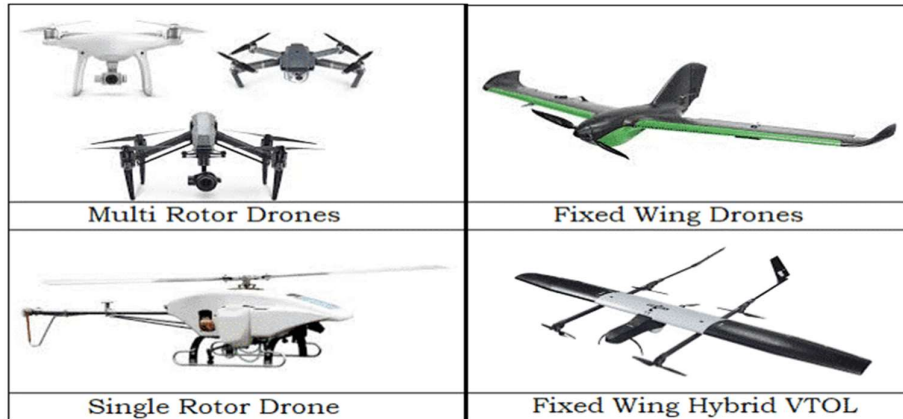 Multi Rotor Drones
Fixed Wing Drones
Single Rotor Drone
Fixed Wing Hybrid VTOL